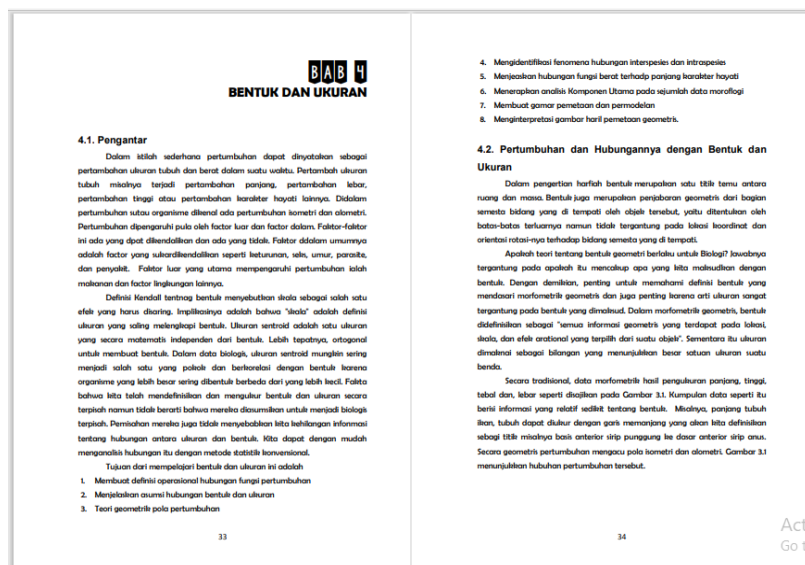 BAB 4
BENTUK DAN UKURAN
4.1. Pengantar
Dalam istilah sederhana pertumbuhan dapat dinyatakan sebagai
pertambahan ukuran tubuh dan berat dalam suatu waktu. Pertambah ukuran
tubuh misalnya terjadi pertambahan panjang, pertambahan lebar,
pertambahan tinggi atau pertambahan karakter hayati lainnya. Didalam
pertumbuhan sutau organisme dikenal ada pertumbuhan isometri dan alometri.
Pertumbuhan dipengaruhi pula oleh factor luar dan factor dalam. Faktor-faktor
ini ada yang dpat dikendalikan dan ada yang tidak. Faktor ddalam umumnya
adalah factor yang sukardikendalikan seperti keturunan, seks, umur, parasite,
dan penyakit. Faktor luar yang utama mempengaruhi pertumbuhan ialah
makanan dan factor lingkungan lainnya.
Definisi Kendall tentnag bentuk menyebutkan skala sebagai salah satu
efek yang harus disaring. Implikasinya adalah bahwa "skala" adalah definisi
ukuran yang saling melengkapi bentuk. Ukuran sentroid adalah satu ukuran
yang secara matematis independen dari bentuk. Lebih tepatnya, ortogonal
untuk membuat bentuk. Dalam data biologis, ukuran sentroid mungkin sering
menjadi salah satu yang pokok dan berkorelasi dengan bentuk karena
organisme yang lebih besar sering dibentuk berbeda dari yang lebih kecil. Fakta
bahwa kita telah mendefinisikan dan mengukur bentuk dan ukuran secara
terpisah namun tidak berarti bahwa mereka diasumsikan untuk menjadi biologis
terpisah. Pemisahan mereka juga tidak menyebabkan kita kehilangan informasi
tentang hubungan antara ukuran dan bentuk. Kita dapat dengan mudah
menganalisis hubungan itu dengan metode statistik konvensional.
Tujuan dari mempelajari bentuk dan ukuran ini adalah
1. Membuat definisi operasional hubungan fungsi pertumbuhan
2. Menjelaskan asumsi hubungan bentuk dan ukuran
3. Teori geometrik pola pertumbuhan
33
4. Mengidentifikasi fenomena hubungan interspesies dan intraspesies
5. Menjeaskan hubungan fungsi berat terhadp panjang karakter hayati
6. Menerapkan analisis Komponen Utama pada sejumlah data moroflogi
7. Membuat gamar pemetaan dan permodelan
8. Menginterpretasi gambar haril pemetaan geometris.
4.2. Pertumbuhan dan Hubungannya dengan Bentuk dan
Ukuran
Dalam pengertian harfiah bentuk merupakan satu titik temu antara
ruang dan massa. Bentuk juga merupakan penjabaran geometris dari bagian
semesta bidang yang di tempati oleh objek tersebut, yaitu ditentukan oleh
batas-batas terluarnya namun tidak tergantung pada lokasi koordinat dan
orientasi rotasi-nya terhadap bidang semesta yang di tempati.
Apakah teori tentang bentuk geometri berlaku untuk Biologi? Jawabnya
tergantung pada apakah itu mencakup apa yang kita maksudkan dengan
bentuk. Dengan demikian, penting untuk memahami definisi bentuk yang
mendasari morfometrik geometris dan juga penting karena arti ukuran sangat
tergantung pada bentuk yang dimaksud. Dalam morfometrik geometris, bentuk
didefinisikan sebagai "semua informasi geometris yang terdapat pada lokasi,
skala, dan efek arational yang terpilih dari suatu objek". Sementara itu ukuran
dimaknai sebagai bilangan yang menunjukkan besar satuan ukuran suatu
benda.
Secara tradisional, data morfometrik hasil pengukuran panjang, tinggi,
tebal dan, lebar seperti disajikan pada Gambar 3.1. Kumpulan data seperti itu
berisi informasi yang relatif sedikit tentang bentuk. Misalnya, panjang tubuh
ikan, tubuh dapat diukur dengan garis memanjang yang akan kita definisikan
sebagi titik misalnya basis anterior sirip punggung ke dasar anterior sirip anus.
Secara geometris pertumbuhan mengacu pola isometri dan alometri. Gambar 3.1
menunjukkan hubuhan pertumbuhan tersebut.
34
Act
Go t